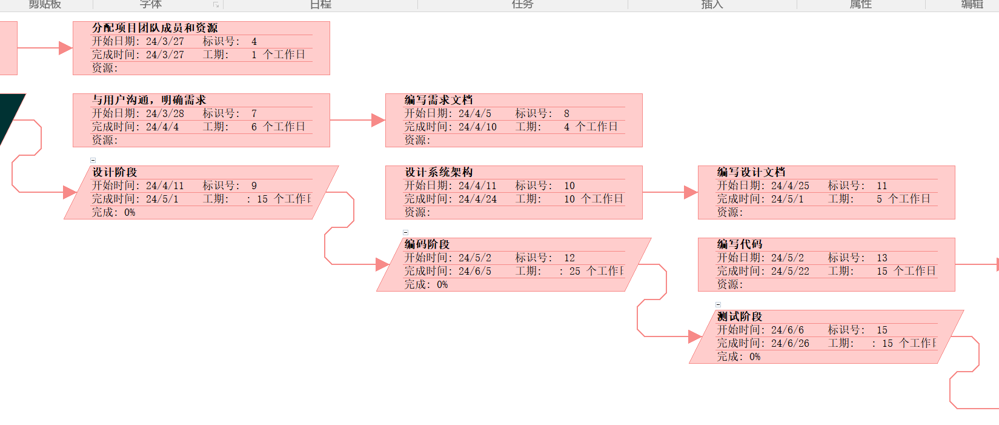 剪贴板 字体 日程 任务 插入 属性 编辑
分配项目团队成员和资源
开始日期: 24/3/27 标识号: 4
完成时间: 24/3/27 工期: 1 个工作日
资源:
与用户沟通，明确需求
开始日期: 24/3/28 标识号: 7
完成时间: 24/4/4 工期: 6 个工作日
资源:
编写需求文档
开始日期: 24/4/5 标识号: 8
完成时间: 24/4/10 工期: 4 个工作日
资源:
设计阶段
开始时间: 24/4/11 标识号: 9
完成时间: 24/5/1 工期: : 15 个工作日
完成: 0%
设计系统架构
开始日期: 24/4/11 标识号: 10
完成时间: 24/4/24 工期: 10 个工作日
资源:
编写设计文档
开始日期: 24/4/25 标识号: 11
完成时间: 24/5/1 工期: 5 个工作日
资源:
编码阶段
开始时间: 24/5/2 标识号: 12
完成时间: 24/6/5 工期: : 25 个工作日
完成: 0%
编写代码
开始日期: 24/5/2 标识号: 13
完成时间: 24/5/22 工期: 15 个工作日
资源:
测试阶段
开始时间: 24/6/6 标识号: 15
完成时间: 24/6/26 工期: : 15 个工作日
完成: 0%